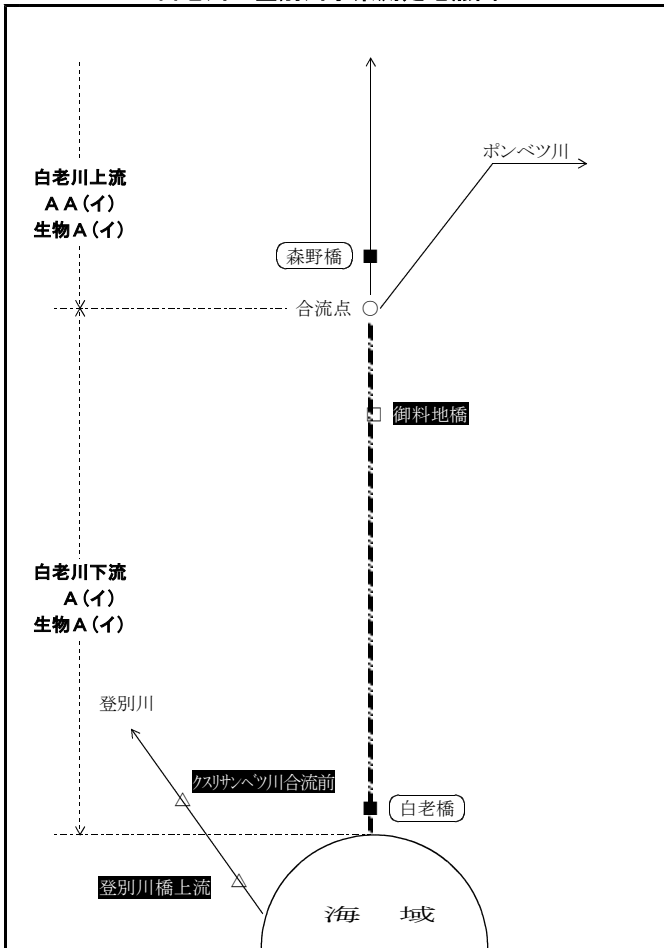 ポンベツ川
白老川上流
ＡＡ(イ)
生物Ａ(イ)
森野橋
合流点
御料地橋
白老川下流
Ａ(イ)
生物Ａ(イ)
登別川
クスリサンベツ川合流前
白老橋
登別川橋上流
海　域